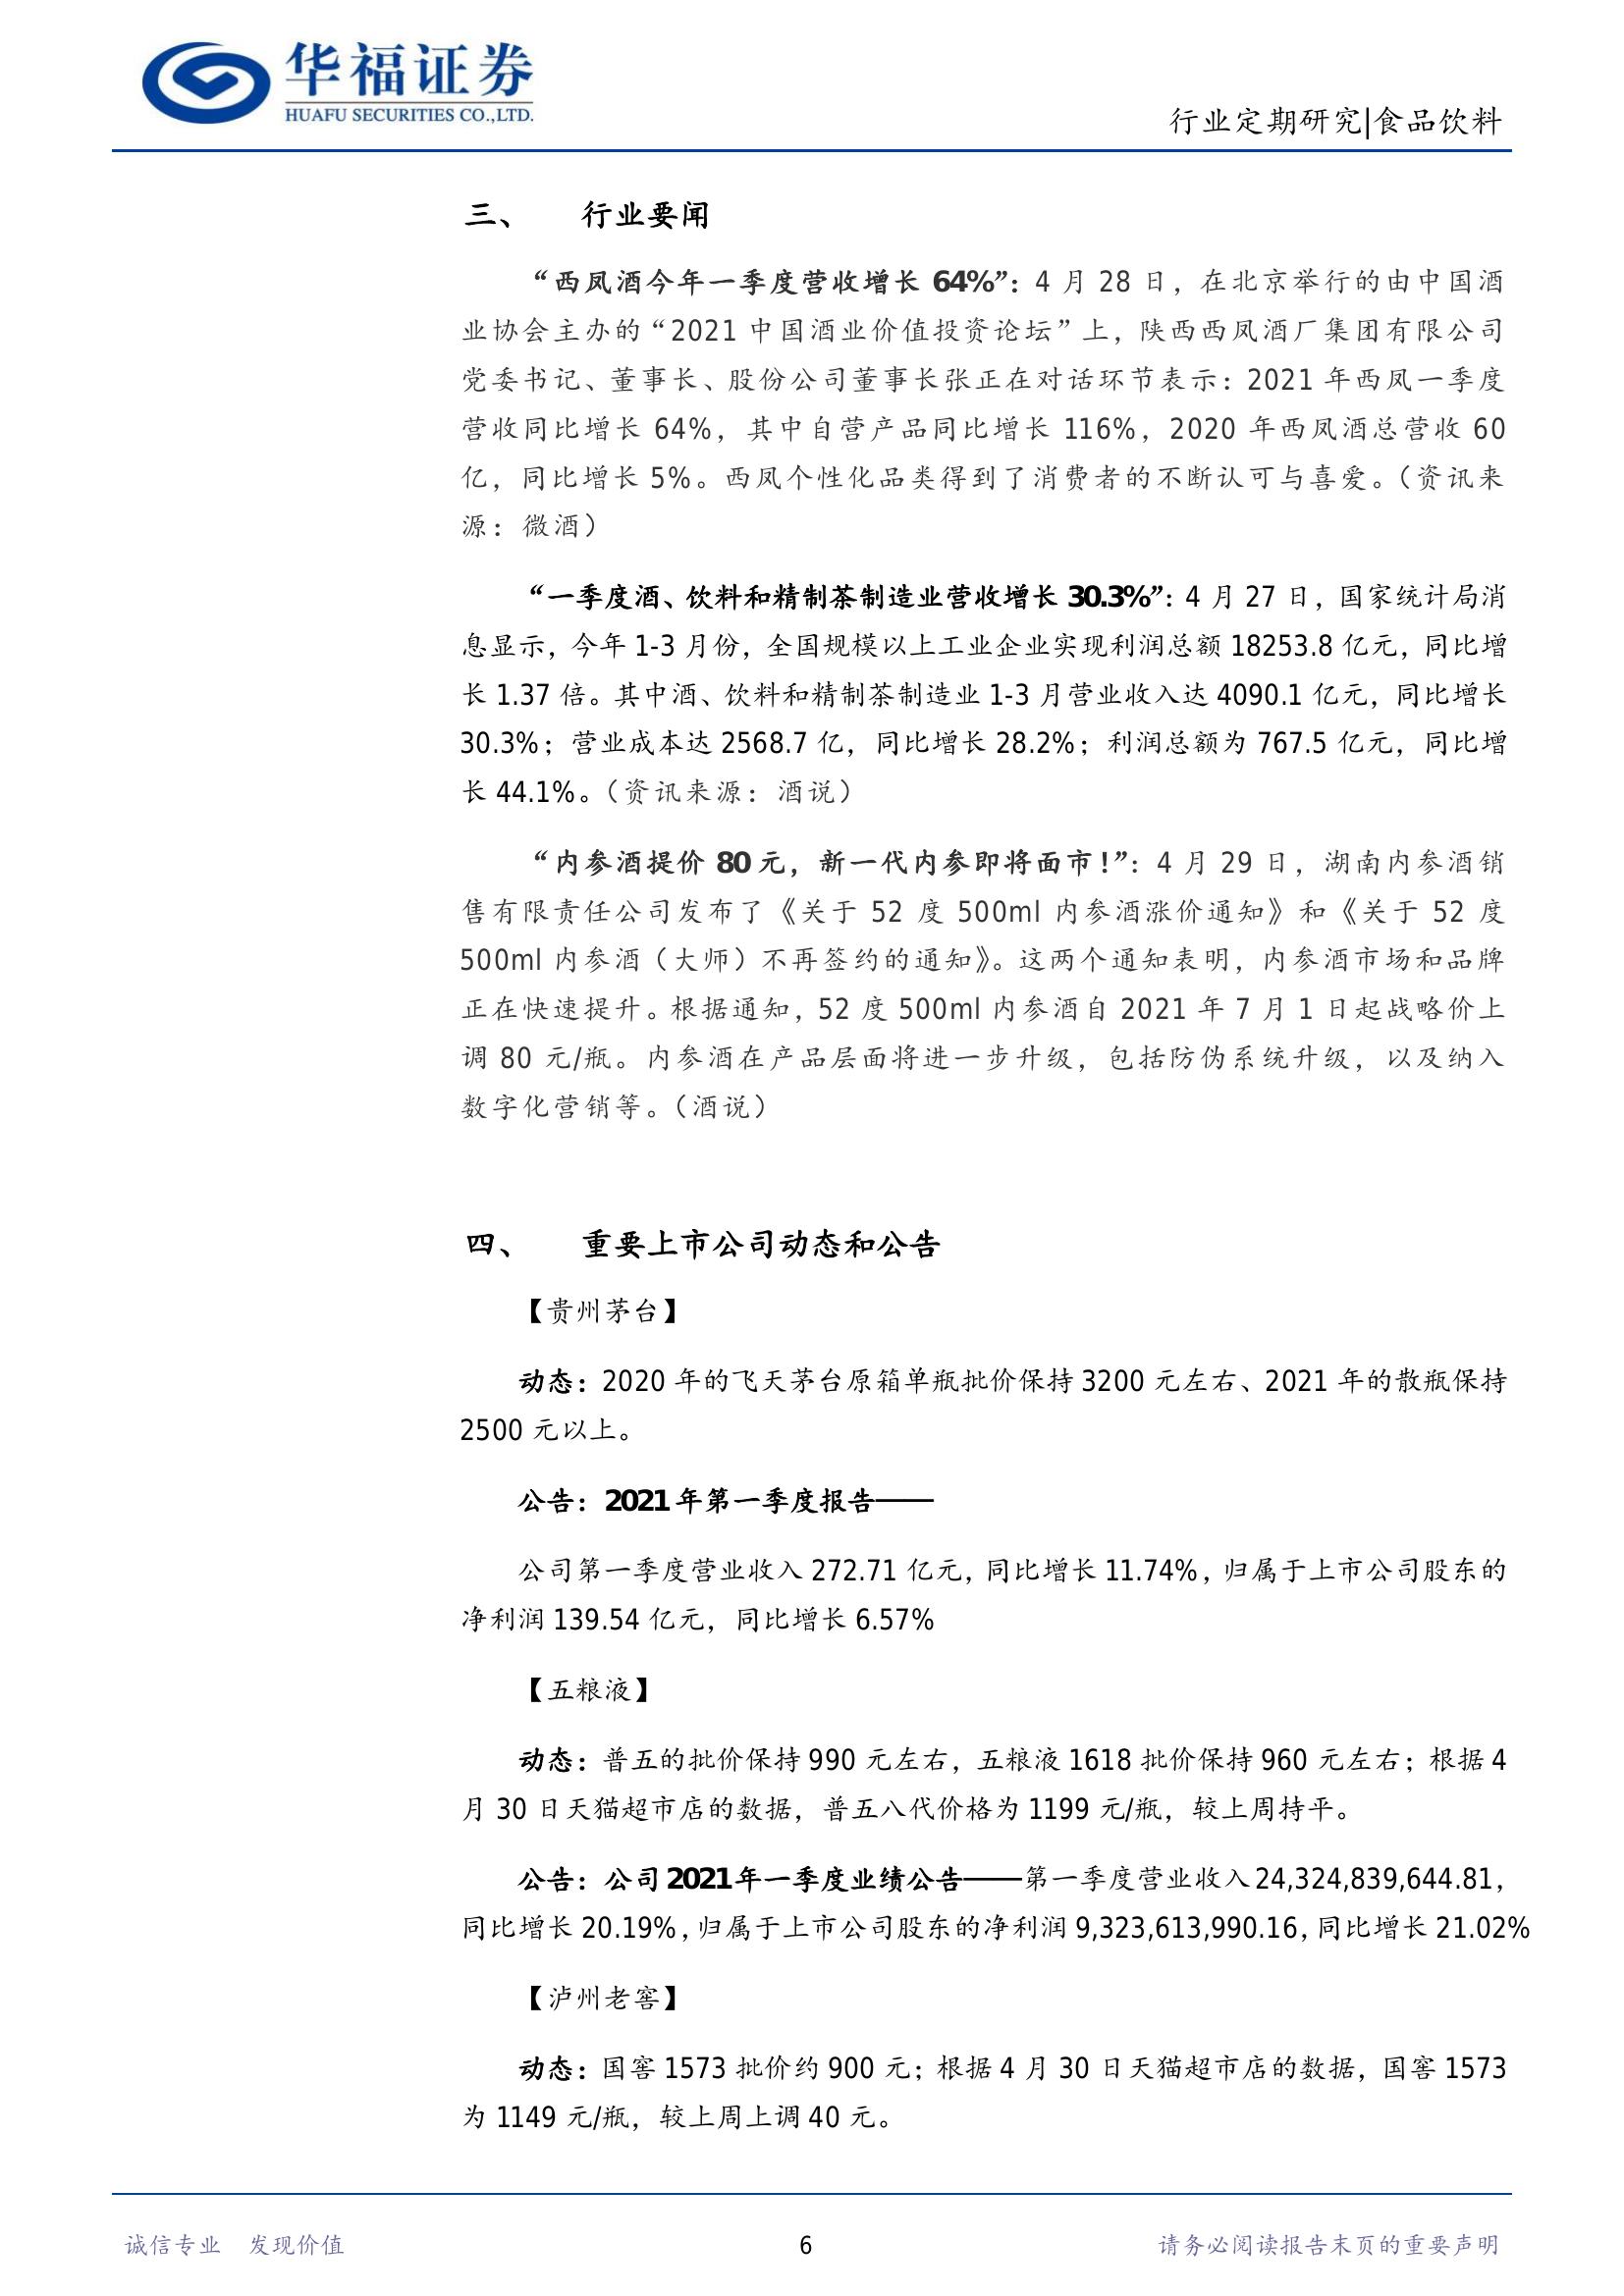 华福证券
HUAFU SECURITIES CO.,LTD.
行业定期研究|食品饮料
三、 行业要闻
“西凤酒今年一季度营收增长 64%”：4 月 28 日，在北京举行的由中国酒
业协会主办的“2021 中国酒业价值投资论坛”上，陕西西凤酒厂集团有限公司
党委书记、董事长、股份公司董事长张正在对话环节表示：2021 年西凤一季度
营收同比增长 64%，其中自营产品同比增长 116%，2020 年西凤酒总营收 60
亿，同比增长 5%。西凤个性化品类得到了消费者的不断认可与喜爱。（资讯来
源：微酒）
“一季度酒、饮料和精制茶制造业营收增长 30.3%”：4 月 27 日，国家统计局消
息显示，今年 1-3 月份，全国规模以上工业企业实现利润总额 18253.8 亿元，同比增
长 1.37 倍。其中酒、饮料和精制茶制造业 1-3 月营业收入达 4090.1 亿元，同比增长
30.3%；营业成本达 2568.7 亿，同比增长 28.2%；利润总额为 767.5 亿元，同比增
长 44.1%。（资讯来源：酒说）
“内参酒提价 80 元，新一代内参即将面市！”：4 月 29 日，湖南内参酒销
售有限责任公司发布了《关于 52 度 500ml 内参酒涨价通知》和《关于 52 度
500ml 内参酒（大师）不再签约的通知》。这两个通知表明，内参酒市场和品牌
正在快速提升。根据通知，52 度 500ml 内参酒自 2021 年 7 月 1 日起战略价上
调 80 元/瓶。内参酒在产品层面将进一步升级，包括防伪系统升级，以及纳入
数字化营销等。（酒说）
四、 重要上市公司动态和公告
【贵州茅台】
动态：2020 年的飞天茅台原箱单瓶批价保持 3200 元左右、2021 年的散瓶保持
2500 元以上。
公告：2021 年第一季度报告——
公司第一季度营业收入 272.71 亿元，同比增长 11.74%，归属于上市公司股东的
净利润 139.54 亿元，同比增长 6.57%
【五粮液】
动态：普五的批价保持 990 元左右，五粮液 1618 批价保持 960 元左右；根据 4
月 30 日天猫超市店的数据，普五八代价格为 1199 元/瓶，较上周持平。
公告：公司 2021 年一季度业绩公告——第一季度营业收入 24,324,839,644.81，
同比增长 20.19%，归属于上市公司股东的净利润 9,323,613,990.16，同比增长 21.02%
【泸州老窖】
动态：国窖 1573 批价约 900 元；根据 4 月 30 日天猫超市店的数据，国窖 1573
为 1149 元/瓶，较上周上调 40 元。
诚信专业 发现价值
6
请务必阅读报告末页的重要声明